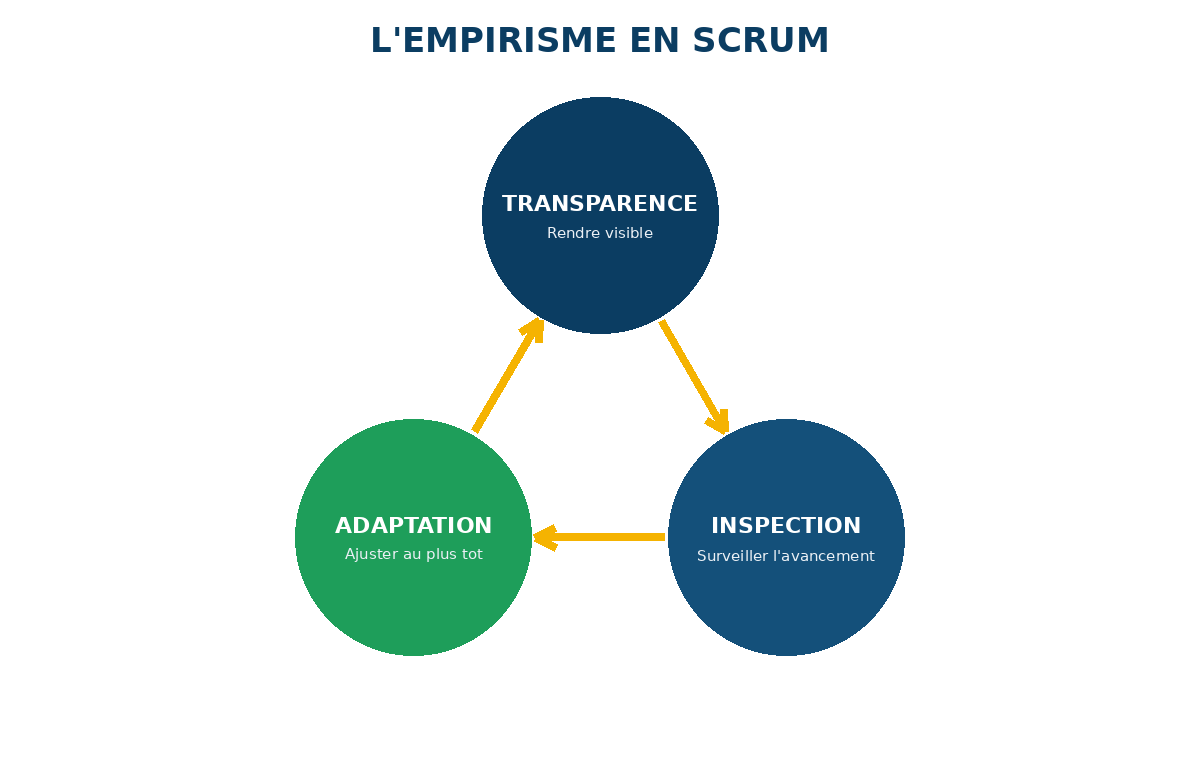 L'EMPIRISME EN SCRUM
TRANSPARENCE
Rendre visible
ADAPTATION
Ajuster au plus tot
INSPECTION
Surveiller l'avancement